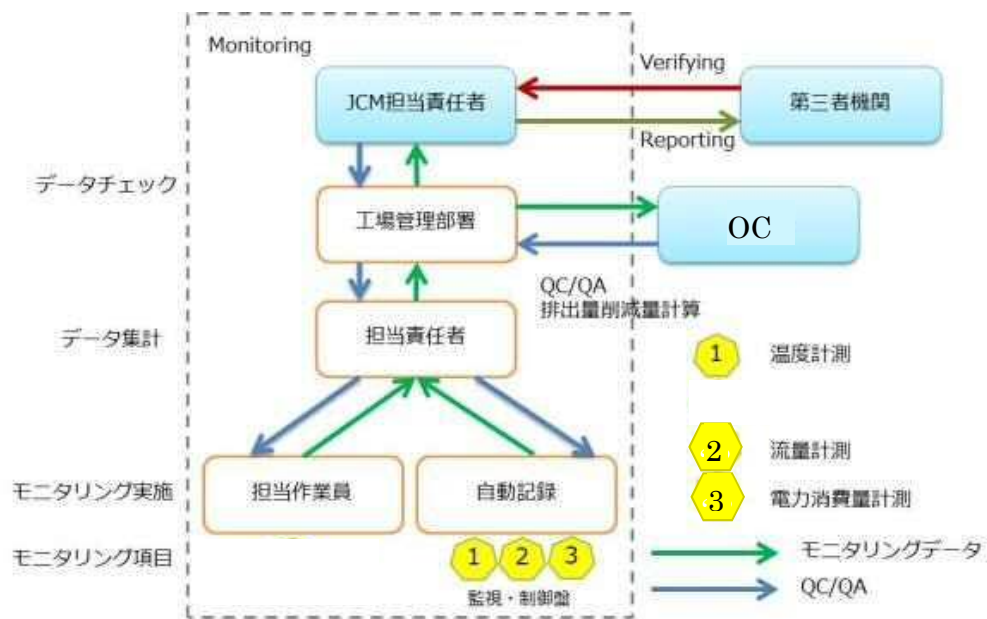 Monitoring
Verifying
JCM担当責任者
第三者機関
Reporting
データチェック
工場管理部署
OC
QC/QA
排出量削減量計算
データ集計
担当責任者
1 温度計測
2 流量計測
モニタリング実施
担当作業員
自動記録
3 電力消費量計測
モニタリング項目
1 2 3
監視・制御盤
モニタリングデータ
QC/QA